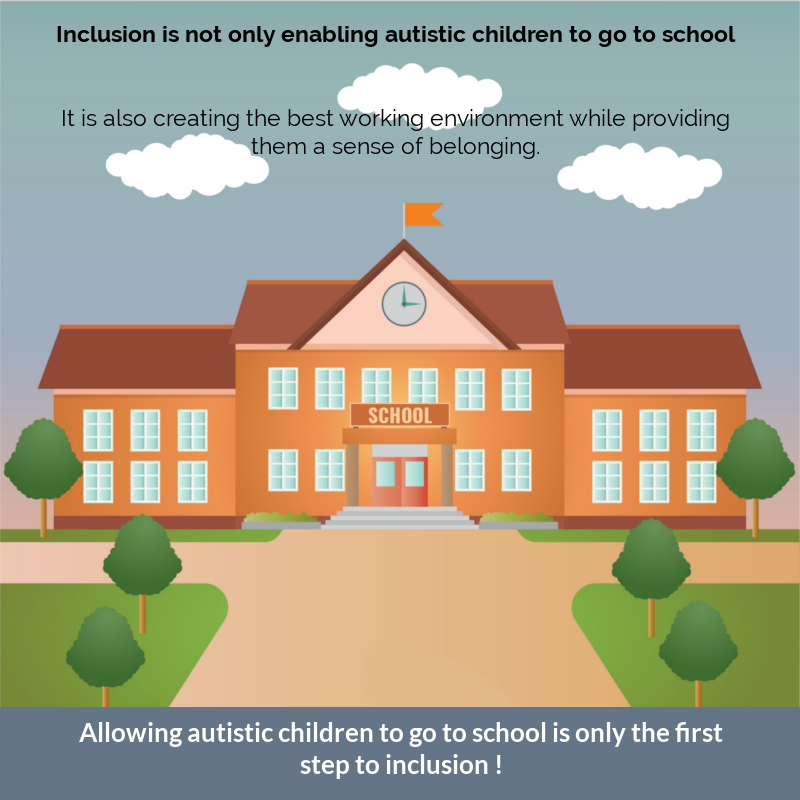 Inclusion is not only enabling autistic children to go to school
It is also creating the best working environment while providing
them a sense of belonging.
SCHOOL
Allowing autistic children to go to school is only the first
step to inclusion !